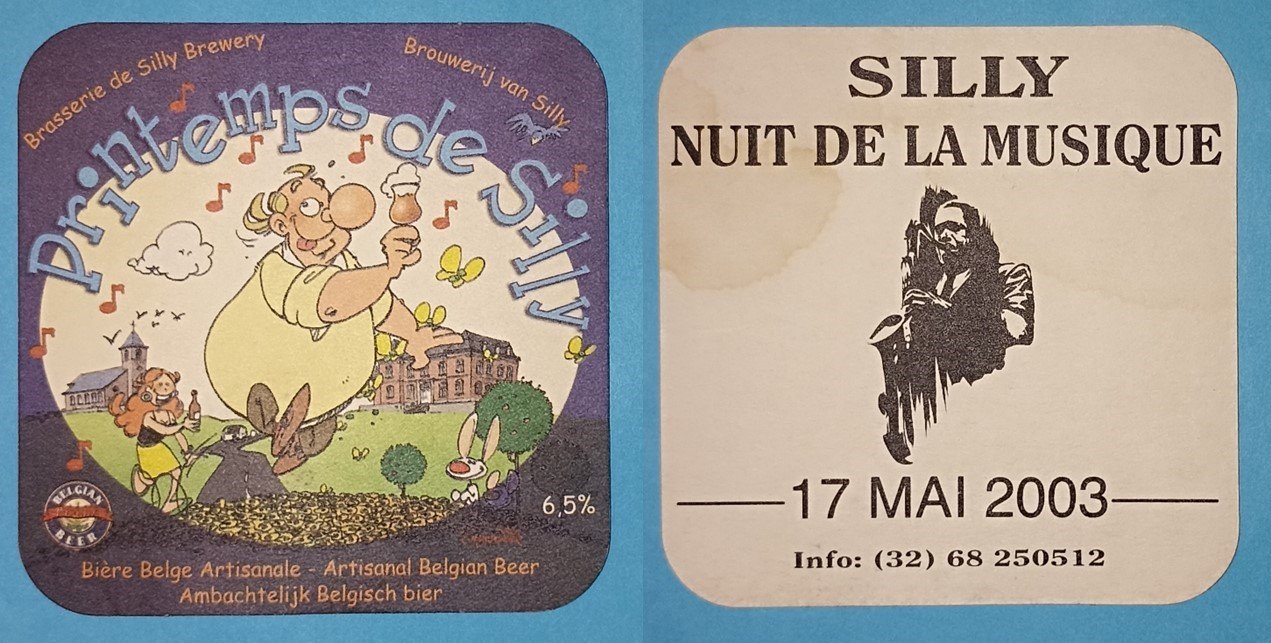 Brasserie de Silly Brewery
Brouwerij van Silly
Printemps de Silly
6,5%
BELGIAN
BEER
Bière Belge Artisanale - Artisanal Belgian Beer
Ambachtelijk Belgisch bier
SILLY
NUIT DE LA MUSIQUE
17 MAI 2003
Info: (32) 68 250512